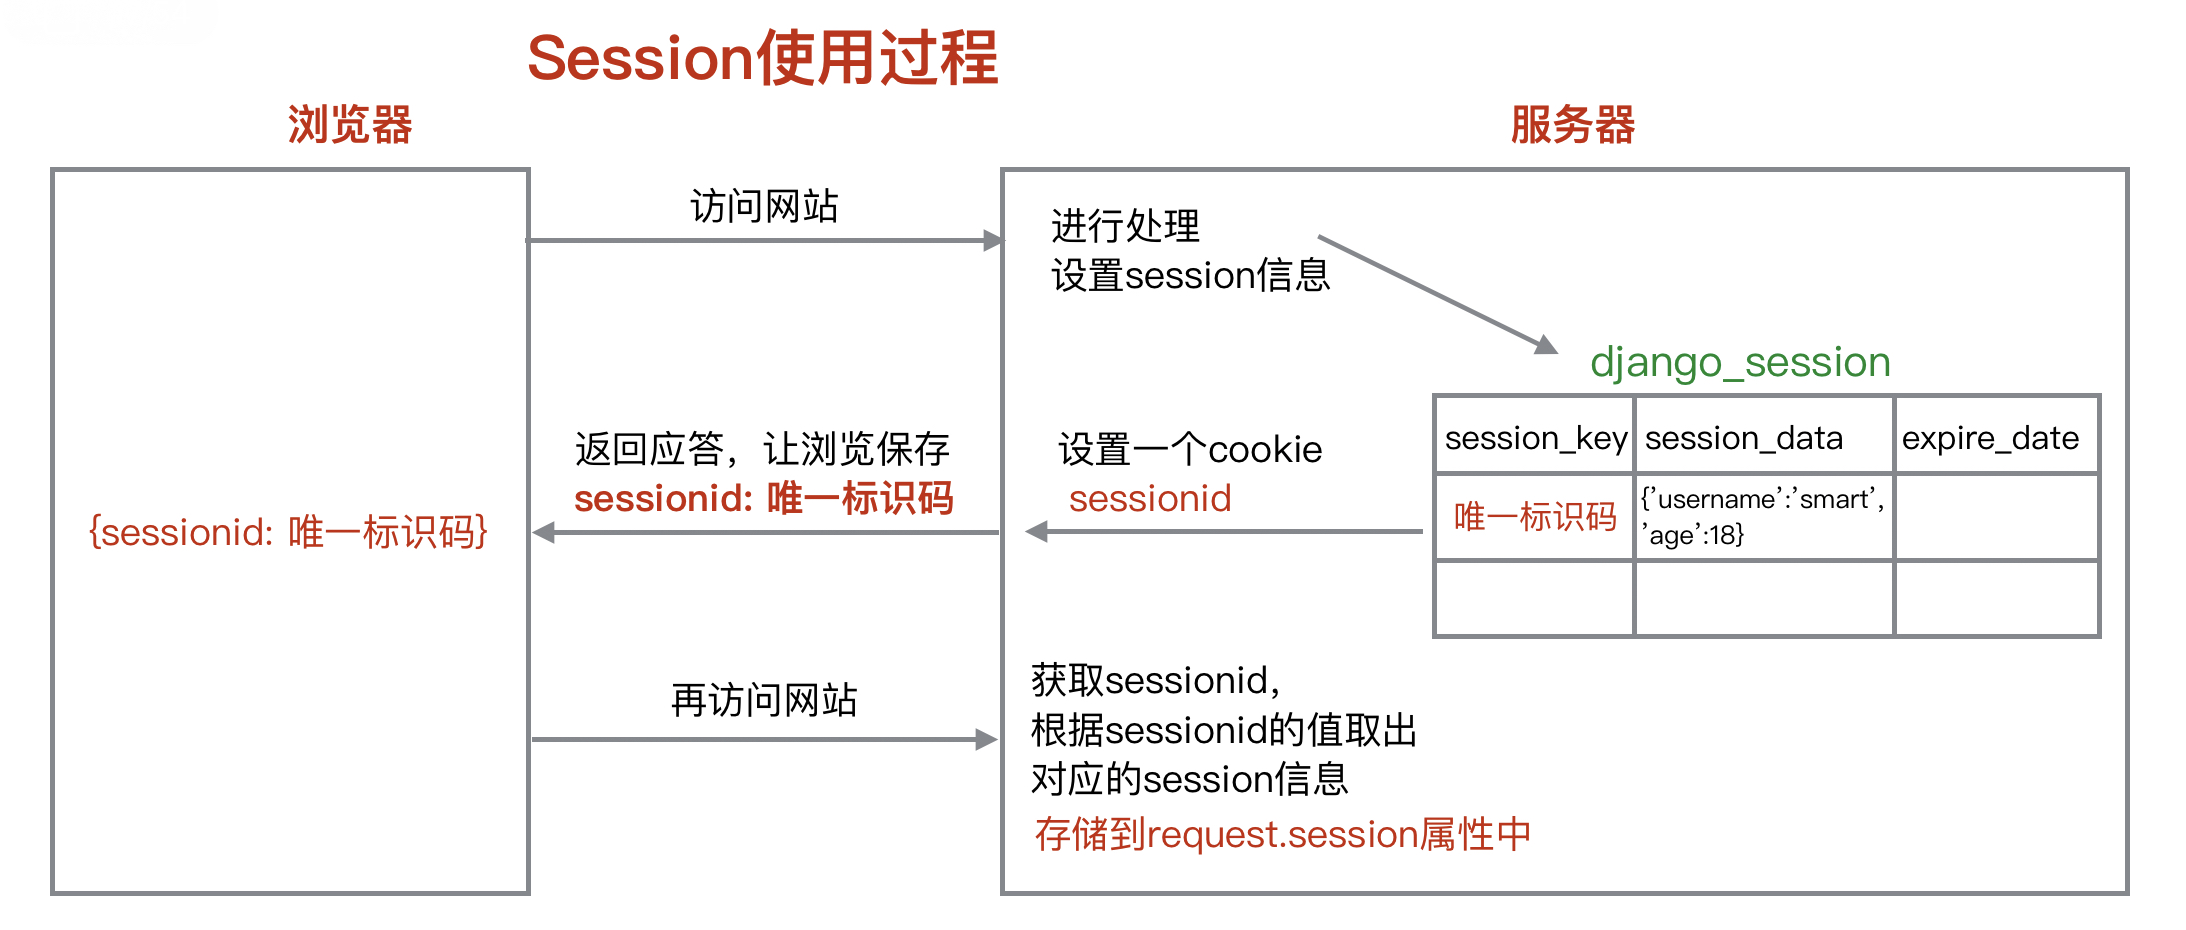 Session使用过程
浏览器
服务器
访问网站
进行处理
设置session信息
django_session
session_key
session_data
expire_date
唯一标识码
{'username':'smart',
'age':18}
设置一个cookie
sessionid
返回应答，让浏览保存
sessionid: 唯一标识码
{sessionid: 唯一标识码}
再访问网站
获取sessionid，
根据sessionid的值取出
对应的session信息
存储到request.session属性中